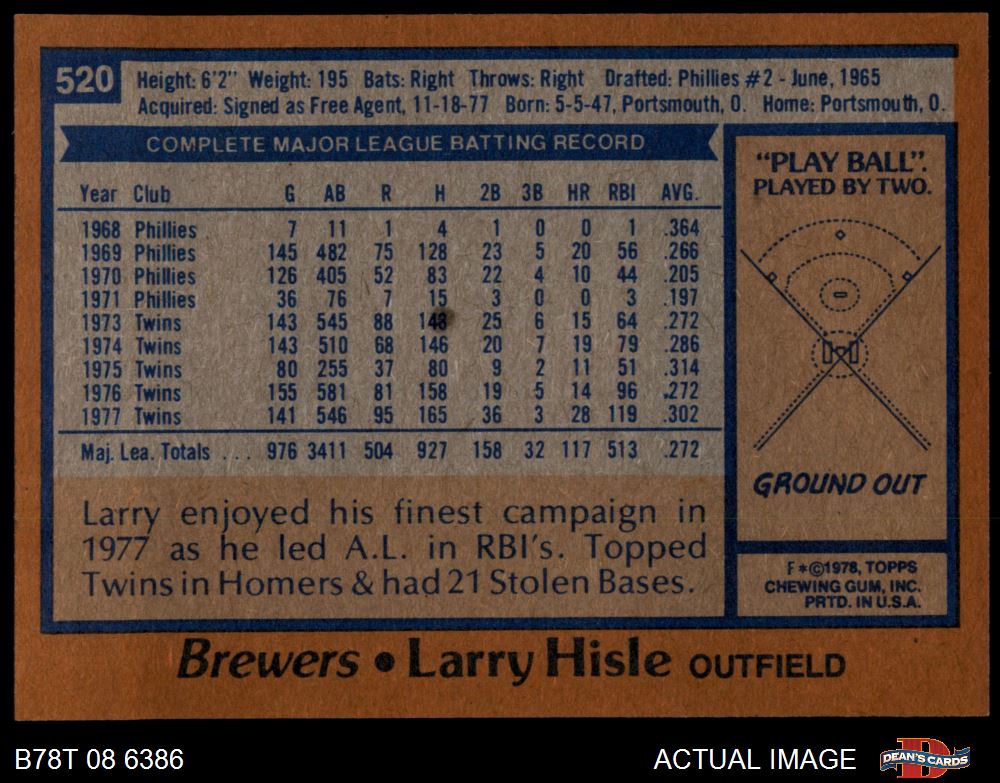 520
Height: 6'2" Weight: 195 Bats: Right Throws: Right Drafted: Phillies #2 - June, 1965
Acquired: Signed as Free Agent, 11-18-77 Born: 5-5-47, Portsmouth, O. Home: Portsmouth, O.
COMPLETE MAJOR LEAGUE BATTING RECORD
Year Club G AB R H 2B 3B HR RBI AVG.
1968 Phillies 7 11 1 4 1 0 0 1 .364
1969 Phillies 145 482 75 128 23 5 20 56 .266
1970 Phillies 126 405 52 83 22 4 10 44 .205
1971 Phillies 36 76 7 15 3 0 0 3 .197
1973 Twins 143 545 88 148 25 6 15 64 .272
1974 Twins 143 510 68 146 20 7 19 79 .286
1975 Twins 80 255 37 80 9 2 11 51 .314
1976 Twins 155 581 81 158 19 5 14 96 .272
1977 Twins 141 546 95 165 36 3 28 119 .302
Maj. Lea. Totals ... 976 3411 504 927 158 32 117 513 .272
Larry enjoyed his finest campaign in
1977 as he led A.L. in RBI's. Topped
Twins in Homers & had 21 Stolen Bases.
"PLAY BALL".
PLAYED BY TWO.
GROUND OUT
F*©1978, TOPPS
CHEWING GUM, INC.
PRTD. IN U.S.A.
Brewers • Larry Hisle OUTFIELD
B78T 08 6386
ACTUAL IMAGE
D
DEAN'S CARDS